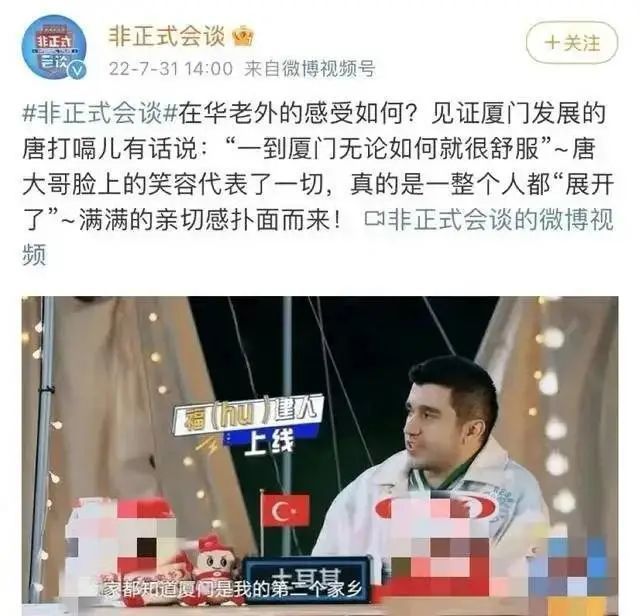 非正式
会谈
非正式会谈
22-7-31 14:00 来自微博视频号
+关注
#非正式会谈#在华老外的感受如何?见证厦门发展的
唐打嗝儿有话说:“一到厦门无论如何就很舒服”~唐
大哥脸上的笑容代表了一切,真的是一整个人都“展开
了”~满满的亲切感扑面而来! 非正式会谈的微博视
频
福(hu)建人
上线
土耳其
家都知道厦门是我的第二个家乡